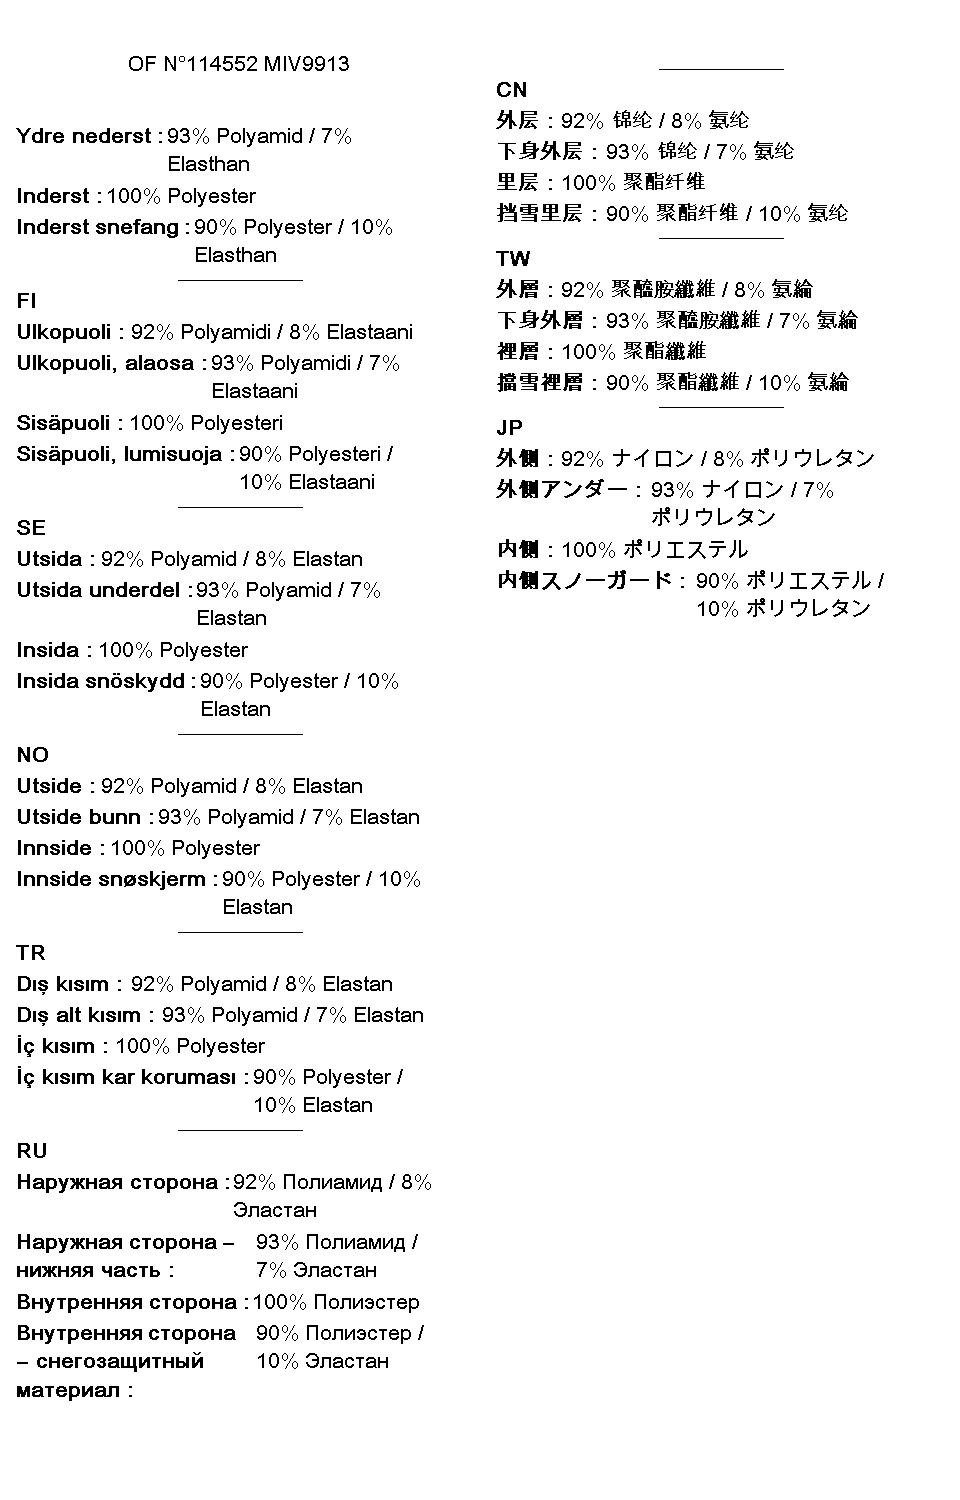 OF N°114552 MIV9913
Ydre nederst : 93% Polyamid / 7%
Elasthan
Inderst : 100% Polyester
Inderst snefang : 90% Polyester / 10%
Elasthan
FI
Ulkopuoli : 92% Polyamidi / 8% Elastaani
Ulkopuoli, alaosa : 93% Polyamidi / 7%
Elastaani
Sisäpuoli : 100% Polyesteri
Sisäpuoli, lumisuoja : 90% Polyesteri /
10% Elastaani
SE
Utsida : 92% Polyamid / 8% Elastan
Utsida underdel : 93% Polyamid / 7%
Elastan
Insida : 100% Polyester
Insida snöskydd : 90% Polyester / 10%
Elastan
NO
Utside : 92% Polyamid / 8% Elastan
Utside bunn : 93% Polyamid / 7% Elastan
Innside : 100% Polyester
Innside snøskjerm : 90% Polyester / 10%
Elastan
TR
Dış kısım : 92% Polyamid / 8% Elastan
Dış alt kısım : 93% Polyamid / 7% Elastan
İç kısım : 100% Polyester
İç kısım kar koruması : 90% Polyester /
10% Elastan
RU
Наружная сторона : 92% Полиамид / 8%
Эластан
Наружная сторона – 93% Полиамид /
нижняя часть : 7% Эластан
Внутренняя сторона : 100% Полиэстер
Внутренняя сторона 90% Полиэстер /
– снегозащитный 10% Эластан
материал :
CN
外层 : 92% 锦纶 / 8% 氨纶
下身外层 : 93% 锦纶 / 7% 氨纶
里层 : 100% 聚酯纤维
挡雪里层 : 90% 聚酯纤维 / 10% 氨纶
TW
外層 : 92% 聚醯胺纖維 / 8% 氨綸
下身外層 : 93% 聚醯胺纖維 / 7% 氨綸
裡層 : 100% 聚酯纖維
擋雪裡層 : 90% 聚酯纖維 / 10% 氨綸
JP
外側 : 92% ナイロン / 8% ポリウレタン
外側アンダー : 93% ナイロン / 7%
ポリウレタン
内側 : 100% ポリエステル
内側スノーガード : 90% ポリエステル /
10% ポリウレタン